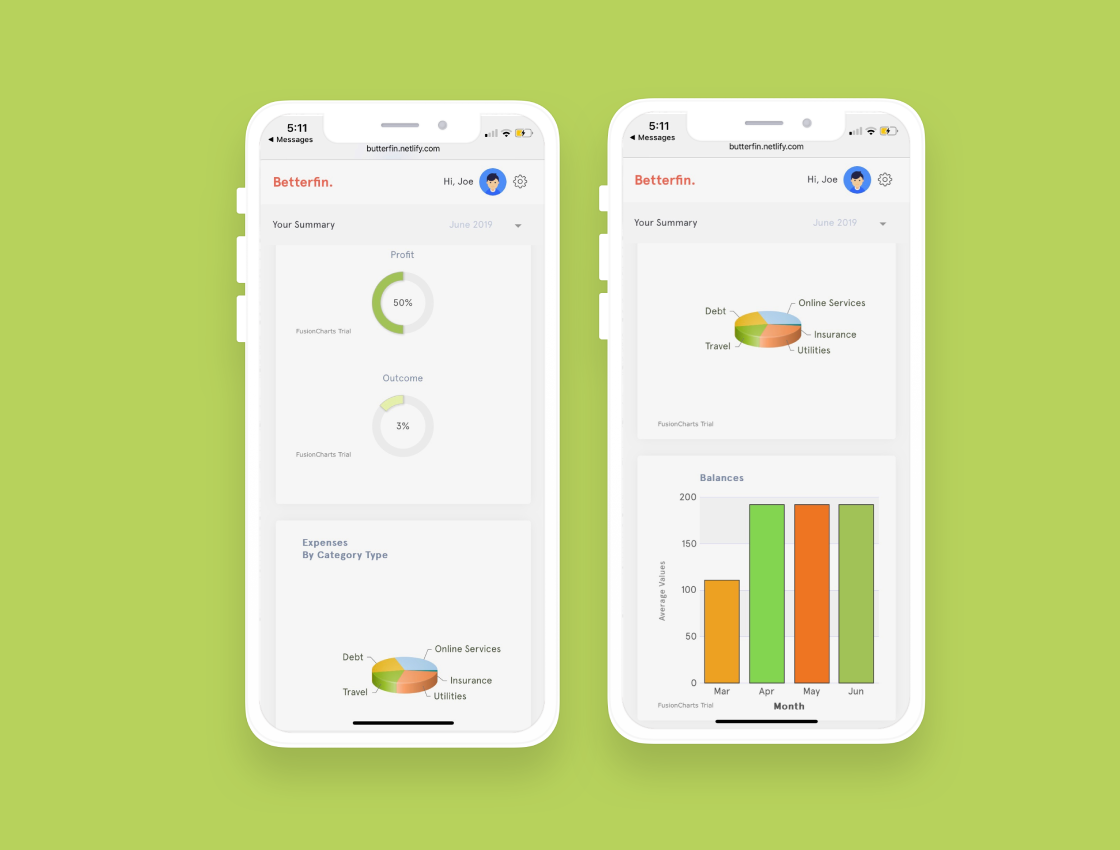 5:11
◀ Messages
butterfin.netlify.com
Betterfin.
Hi, Joe
Your Summary
June 2019
Profit
50%
FusionCharts Trial
Outcome
3%
FusionCharts Trial
Expenses
By Category Type
Debt
Online Services
Insurance
Travel
Utilities
5:11
◀ Messages
butterfin.netlify.com
Betterfin.
Hi, Joe
Your Summary
June 2019
Debt
Online Services
Insurance
Travel
Utilities
FusionCharts Trial
Balances
Average Values
200
150
100
50
0
Mar Apr May Jun
Month
FusionCharts Trial